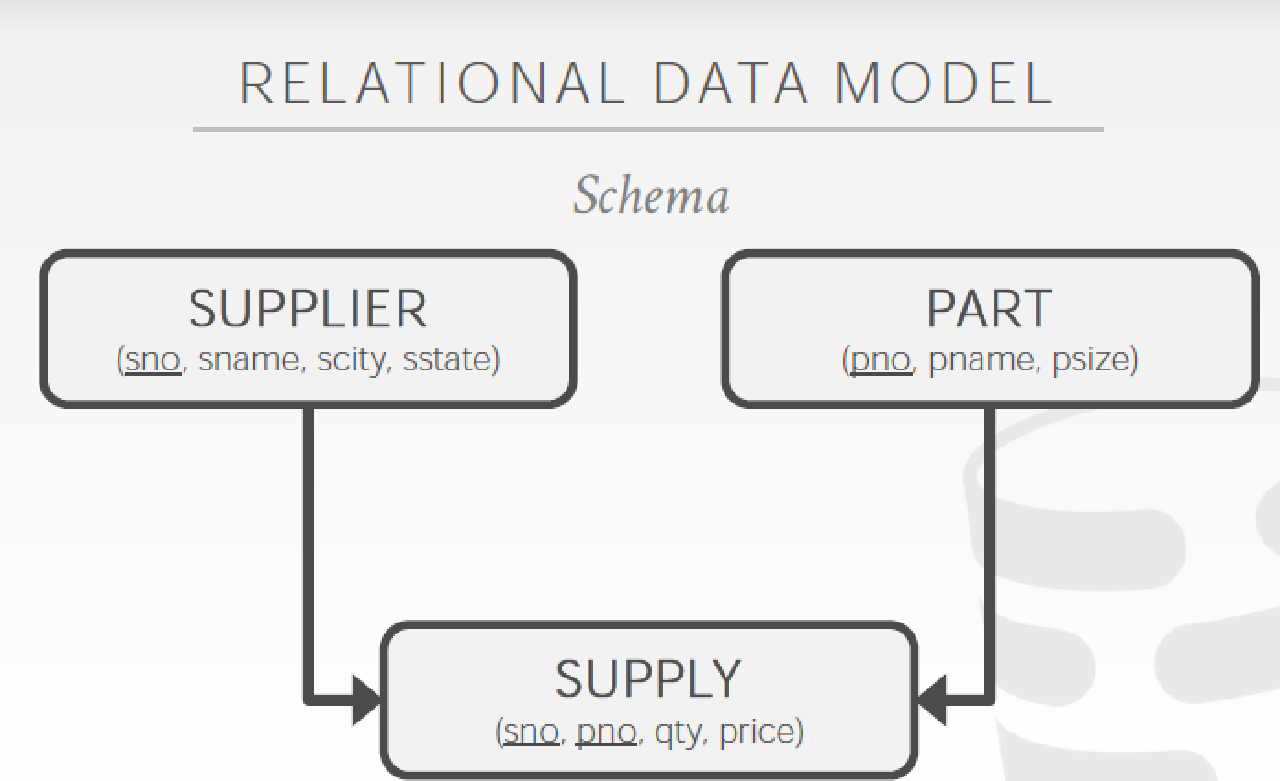 RELATIONAL DATA MODEL
Schema
SUPPLIER
(sno, sname, scity, sstate)
PART
(pno, pname, psize)
SUPPLY
(sno, pno, qty, price)